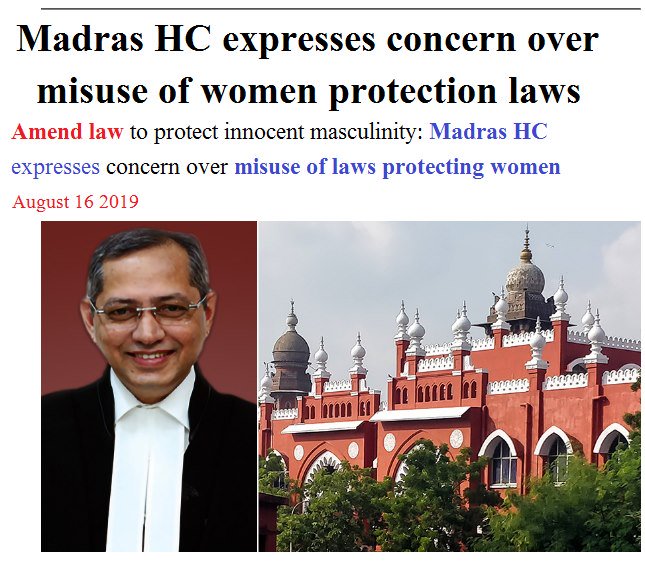 Madras HC expresses concern over
misuse of women protection laws
Amend law to protect innocent masculinity: Madras HC
expresses concern over misuse of laws protecting women
August 16 2019